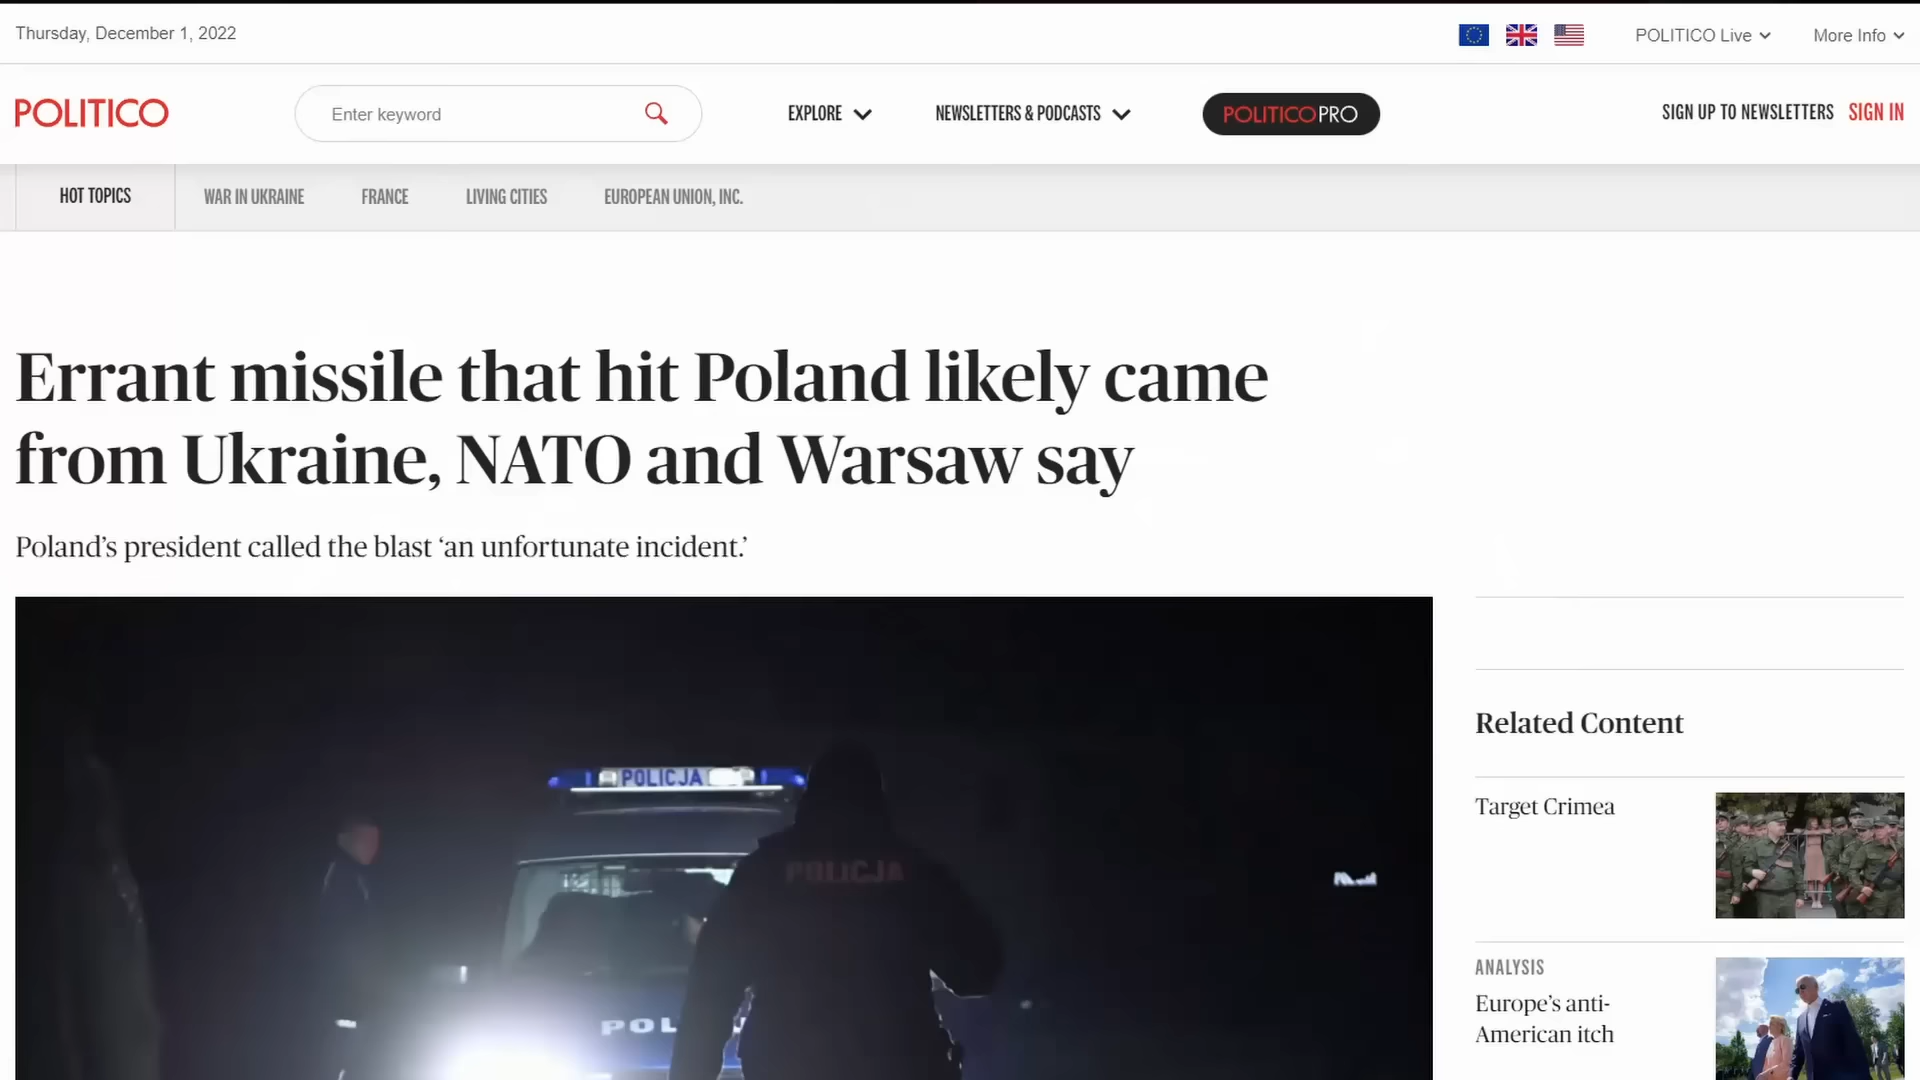 Thursday, December 1, 2022
POLITICO Live
More Info
POLITICO
Enter keyword
EXPLORE
NEWSLETTERS & PODCASTS
POLITICOPRO
SIGN UP TO NEWSLETTERS
SIGN IN
HOT TOPICS
WAR IN UKRAINE
FRANCE
LIVING CITIES
EUROPEAN UNION, INC.
Errant missile that hit Poland likely came
from Ukraine, NATO and Warsaw say
Poland's president called the blast ‘an unfortunate incident.’
Related Content
POLICJA
Target Crimea
POLICJA
ANALYSIS
Europe's anti-
American itch
POL